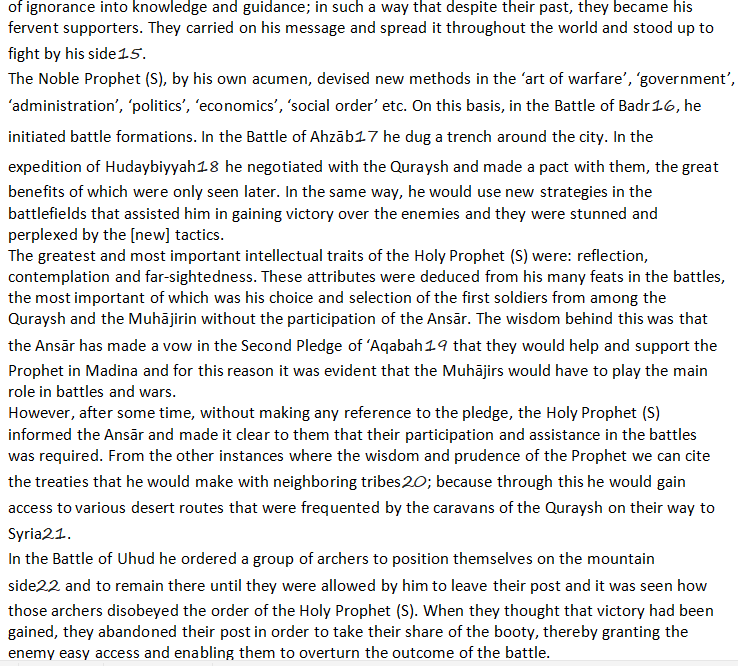 of ignorance into knowledge and guidance; in such a way that despite their past, they became his
fervent supporters. They carried on his message and spread it throughout the world and stood up to
fight by his side15.
The Noble Prophet (S), by his own acumen, devised new methods in the ‘art of warfare’, ‘government’,
‘administration’, ‘politics’, ‘economics’, ‘social order’ etc. On this basis, in the Battle of Badr16, he
initiated battle formations. In the Battle of Ahzāb17 he dug a trench around the city. In the
expedition of Hudaybiyyah18 he negotiated with the Quraysh and made a pact with them, the great
benefits of which were only seen later. In the same way, he would use new strategies in the
battlefields that assisted him in gaining victory over the enemies and they were stunned and
perplexed by the [new] tactics.
The greatest and most important intellectual traits of the Holy Prophet (S) were: reflection,
contemplation and far-sightedness. These attributes were deduced from his many feats in the battles,
the most important of which was his choice and selection of the first soldiers from among the
Quraysh and the Muhājirin without the participation of the Ansār. The wisdom behind this was that
the Ansār has made a vow in the Second Pledge of ‘Aqabah19 that they would help and support the
Prophet in Madina and for this reason it was evident that the Muhājirs would have to play the main
role in battles and wars.
However, after some time, without making any reference to the pledge, the Holy Prophet (S)
informed the Ansār and made it clear to them that their participation and assistance in the battles
was required. From the other instances where the wisdom and prudence of the Prophet we can cite
the treaties that he would make with neighboring tribes20; because through this he would gain
access to various desert routes that were frequented by the caravans of the Quraysh on their way to
Syria21.
In the Battle of Uhud he ordered a group of archers to position themselves on the mountain
side22 and to remain there until they were allowed by him to leave their post and it was seen how
those archers disobeyed the order of the Holy Prophet (S). When they thought that victory had been
gained, they abandoned their post in order to take their share of the booty, thereby granting the
enemy easy access and enabling them to overturn the outcome of the battle.